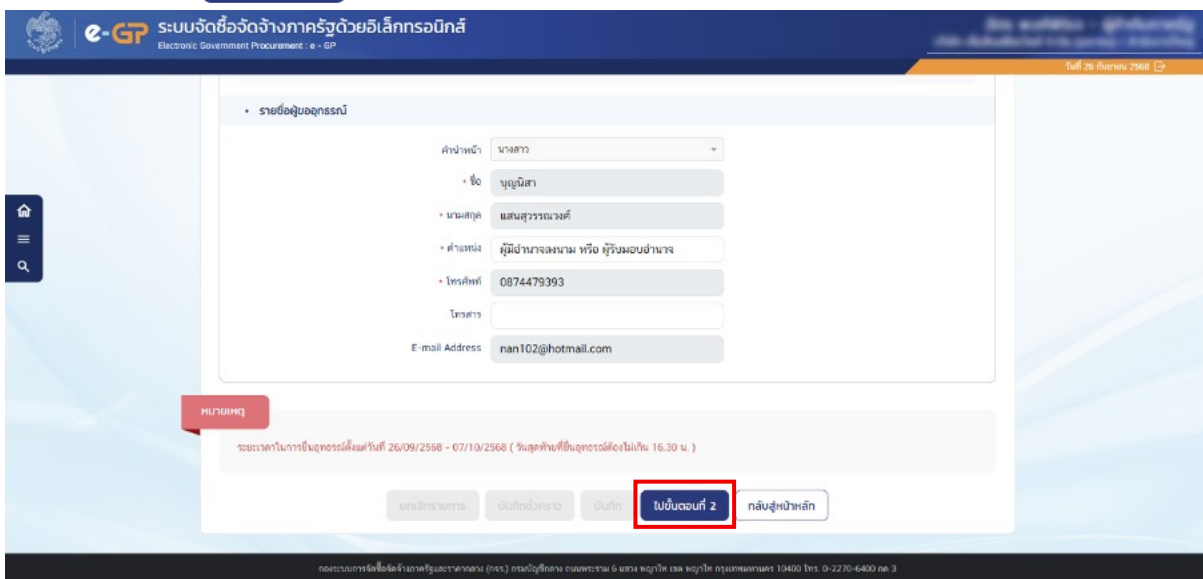 e-GP ระบบจัดซื้อจัดจ้างภาครัฐด้วยอิเล็กทรอนิกส์
Electronic Government Procurement : e - GP
วันที่ 26 กันยายน 2568
• รายชื่อผู้ขออุทธรณ์
คำนำหน้า นางสาว
* ชื่อ บุญนิสา
* นามสกุล แสนสุวรรณวงศ์
* ตำแหน่ง ผู้มีอำนาจลงนาม หรือ ผู้รับมอบอำนาจ
* โทรศัพท์ 0874479393
โทรสาร
E-mail Address nan102@hotmail.com
หมายเหตุ
ระยะเวลาในการยื่นอุทธรณ์ตั้งแต่วันที่ 26/09/2568 - 07/10/2568 ( วันสุดท้ายที่ยื่นอุทธรณ์ต้องไม่เกิน 16.30 น. )
ยกเลิกรายการ บันทึกชั่วคราว บันทึก ไปขั้นตอนที่ 2 กลับสู่หน้าหลัก
กองระบบการจัดซื้อจัดจ้างภาครัฐและราคากลาง (กจร.) กรมบัญชีกลาง ถนนพระราม 6 แขวง พญาไท เขต พญาไท กรุงเทพมหานคร 10400 โทร. 0-2270-6400 กด 3